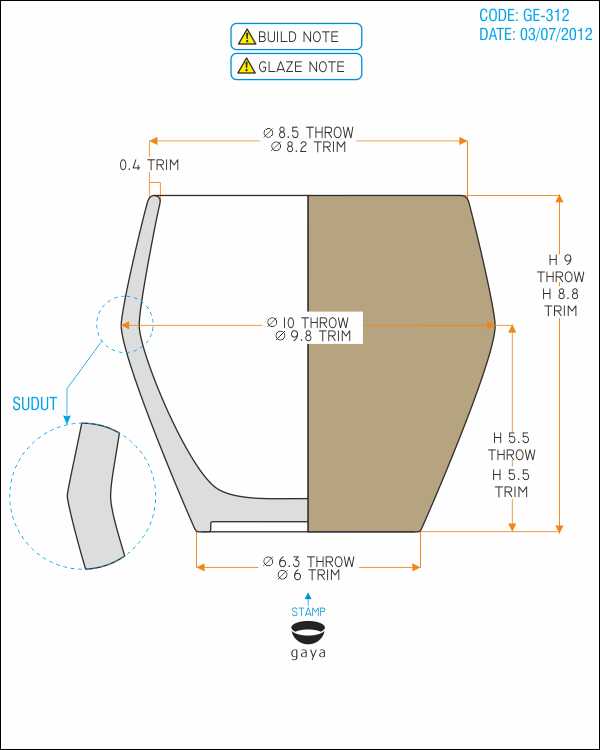 CODE: GE-312
DATE: 03/07/2012
BUILD NOTE
GLAZE NOTE
Ø 8.5 THROW
Ø 8.2 TRIM
0.4 TRIM
H 9
THROW
H 8.8
TRIM
Ø 10 THROW
Ø 9.8 TRIM
SUDUT
H 5.5
THROW
H 5.5
TRIM
Ø 6.3 THROW
Ø 6 TRIM
STAMP
gaya